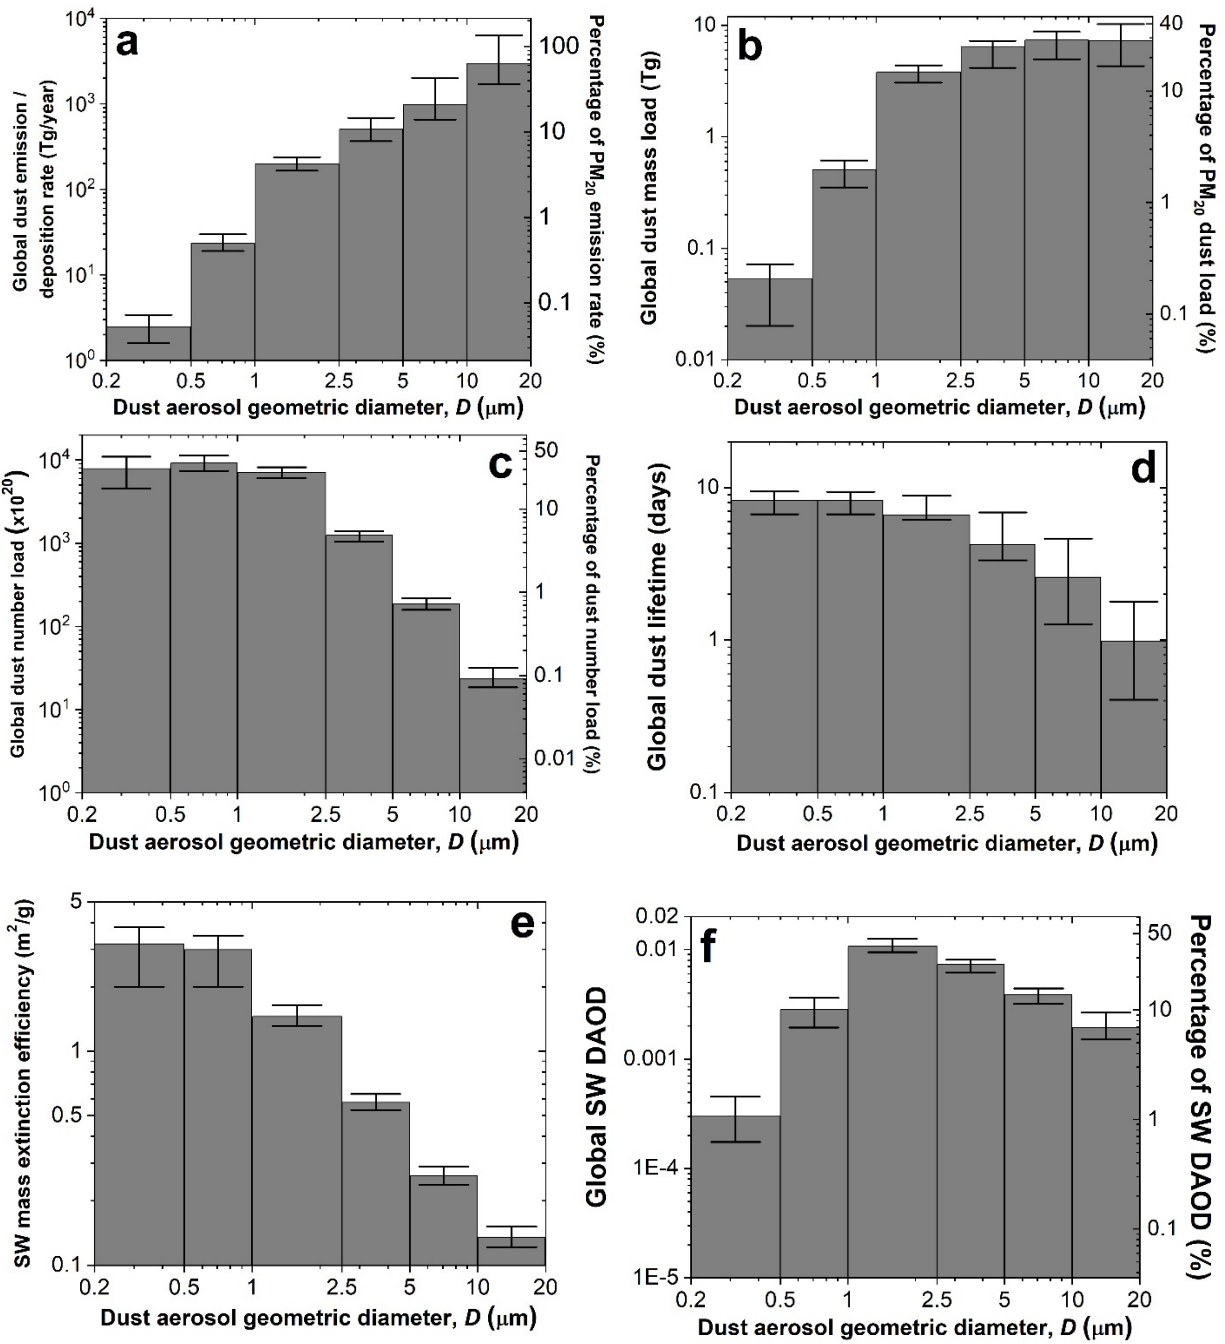 a
Global dust emission /
deposition rate (Tg/year)
10^4
10^3
10^2
10^1
10^0
100
10
1
0.1
Percentage of PM20 emission rate (%)
0.2 0.5 1 2.5 5 10 20
Dust aerosol geometric diameter, D (μm)
b
Global dust mass load (Tg)
10
1
0.1
0.01
40
10
1
0.1
Percentage of PM20 dust load (%)
0.2 0.5 1 2.5 5 10 20
Dust aerosol geometric diameter, D (μm)
c
Global dust number load (x10^20)
10^4
10^3
10^2
10^1
10^0
50
10
1
0.1
0.01
Percentage of dust number load (%)
0.2 0.5 1 2.5 5 10 20
Dust aerosol geometric diameter, D (μm)
d
Global dust lifetime (days)
10
1
0.1
0.2 0.5 1 2.5 5 10 20
Dust aerosol geometric diameter, D (μm)
e
SW mass extinction efficiency (m²/g)
5
1
0.5
0.1
0.2 0.5 1 2.5 5 10 20
Dust aerosol geometric diameter, D (μm)
f
Global SW DAOD
0.02
0.01
0.001
1E-4
1E-5
50
10
1
0.1
Percentage of SW DAOD (%)
0.2 0.5 1 2.5 5 10 20
Dust aerosol geometric diameter, D (μm)